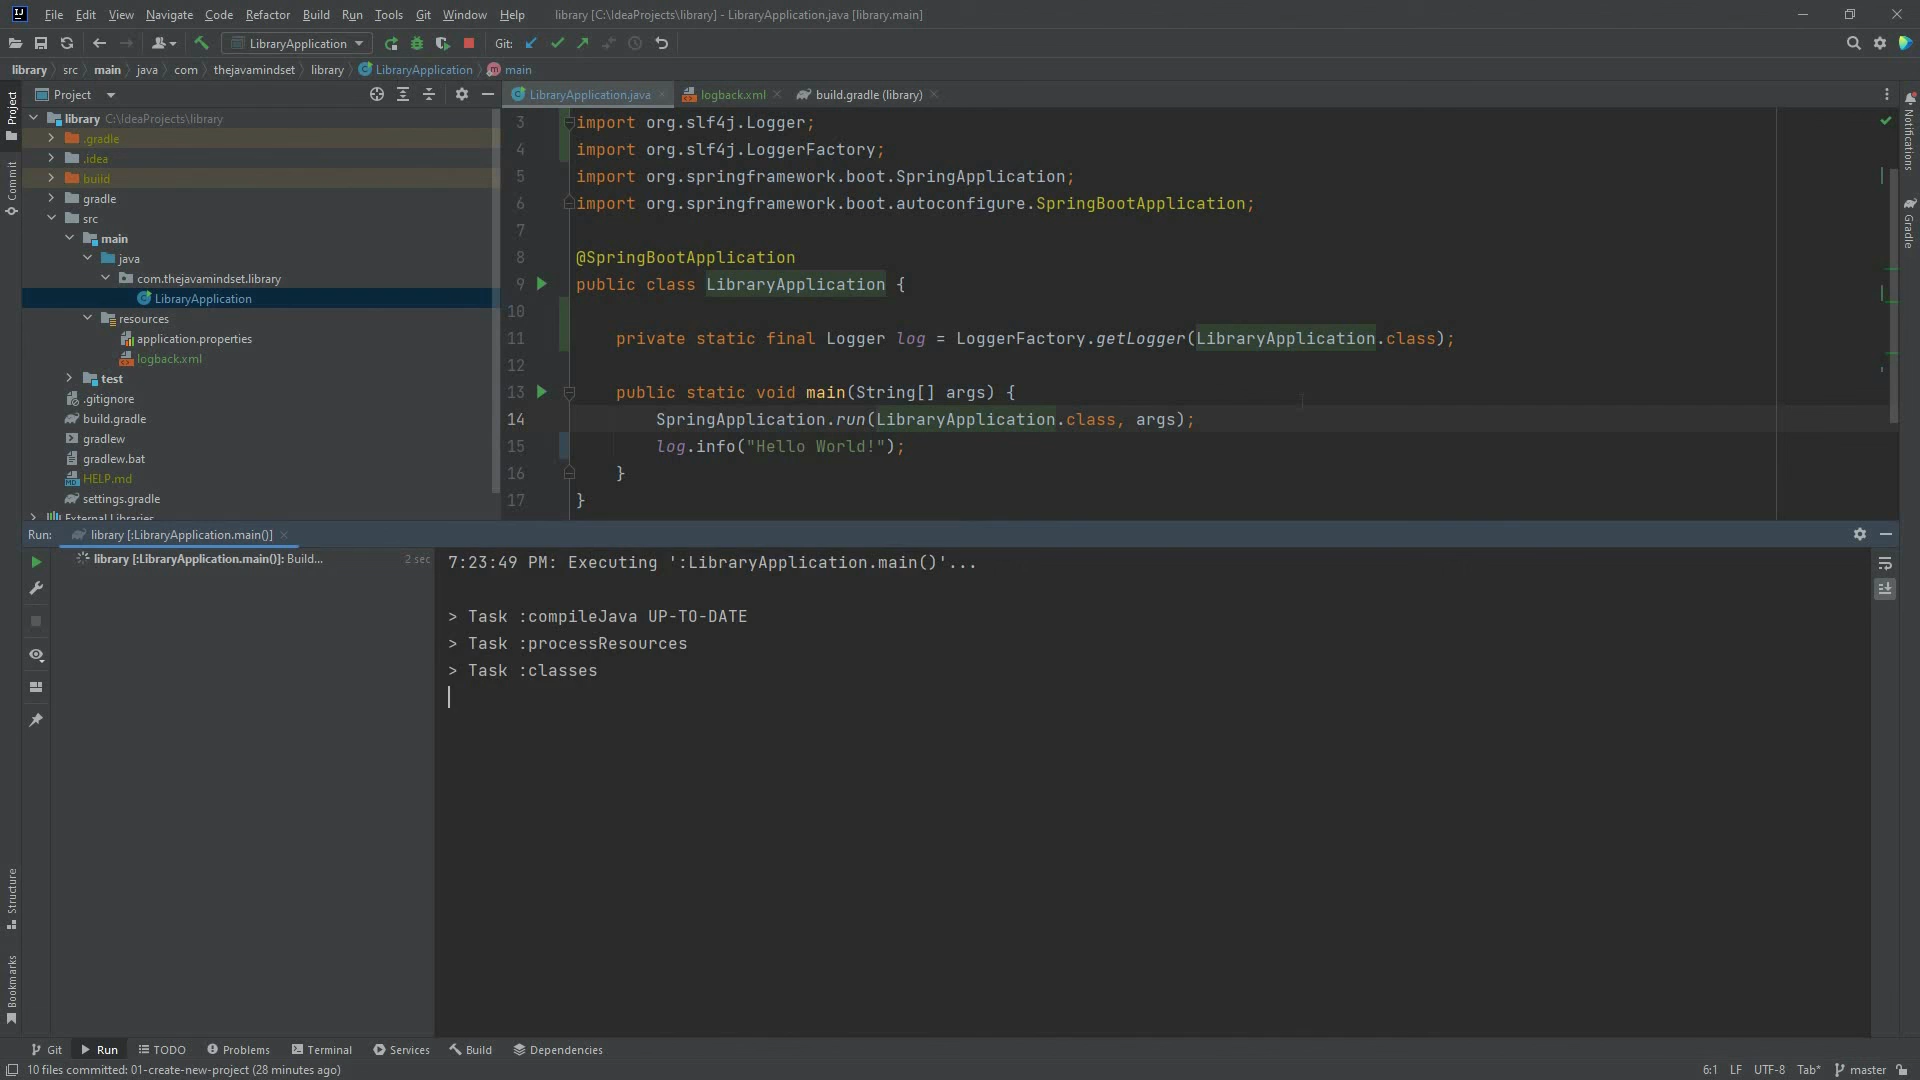 File Edit View Navigate Code Refactor Build Run Tools Git Window Help library [C:\IdeaProjects\library] - LibraryApplication.java [library.main]
LibraryApplication Git:
library src main java com thejavamindset library LibraryApplication main
Project
LibraryApplication.java logback.xml build.gradle (library)
Project
Commit
library C:\IdeaProjects\library
.gradle
.idea
build
gradle
src
main
java
com.thejavamindset.library
LibraryApplication
resources
application.properties
logback.xml
test
.gitignore
build.gradle
gradlew
gradlew.bat
HELP.md
settings.gradle
External Libraries
3 import org.slf4j.Logger;
4 import org.slf4j.LoggerFactory;
5 import org.springframework.boot.SpringApplication;
6 import org.springframework.boot.autoconfigure.SpringBootApplication;
7
8 @SpringBootApplication
9 public class LibraryApplication {
10
11 private static final Logger log = LoggerFactory.getLogger(LibraryApplication.class);
12
13 public static void main(String[] args) {
14 SpringApplication.run(LibraryApplication.class, args);
15 log.info("Hello World!");
16 }
17 }
Notifications
Gradle
Run: library [:LibraryApplication.main()]
library [:LibraryApplication.main()]: Build... 2 sec
7:23:49 PM: Executing ':LibraryApplication.main()'...
> Task :compileJava UP-TO-DATE
> Task :processResources
> Task :classes
Structure
Bookmarks
Git Run TODO Problems Terminal Services Build Dependencies
10 files committed: 01-create-new-project (28 minutes ago) 6:1 LF UTF-8 Tab* master